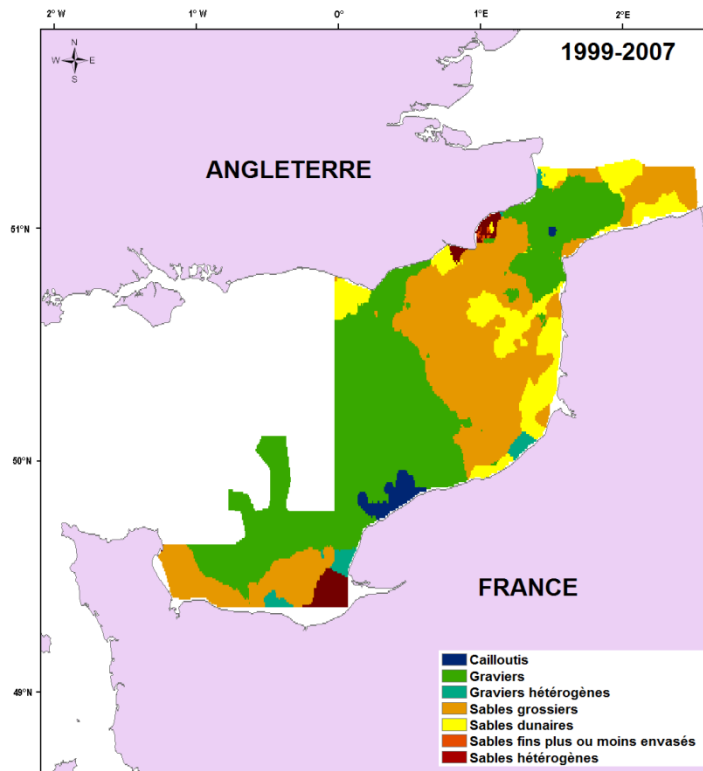 2°W 1°W 0° 1°E 2°E
1999-2007
N
W E
S
ANGLETERRE
51°N
50°N
FRANCE
49°N
Cailloutis
Graviers
Graviers hétérogènes
Sables grossiers
Sables dunaires
Sables fins plus ou moins envasés
Sables hétérogènes